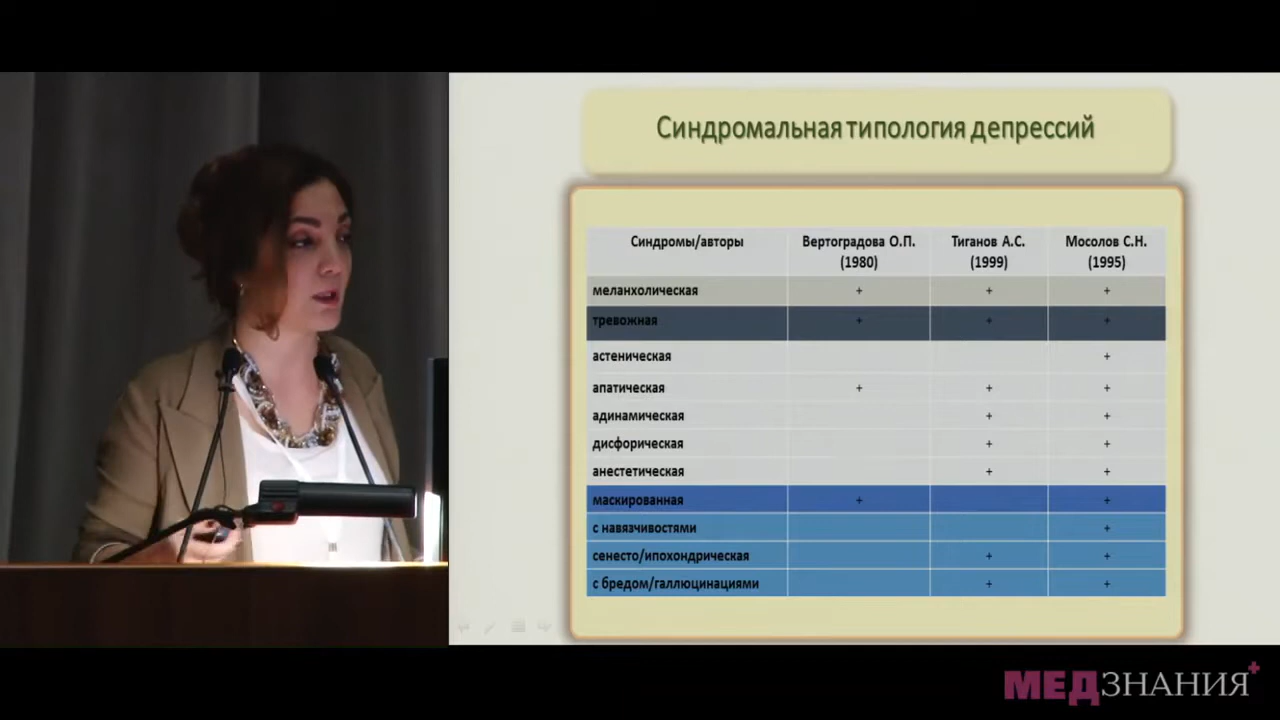 Синдромальная типология депрессий
Синдромы/авторы Вертоградова О.П. (1980) Тиганов А.С. (1999) Мосолов С.Н. (1995)
меланхолическая + + +
тревожная + + +
астеническая +
апатическая + + +
адинамическая + +
дисфорическая + +
анестетическая + +
маскированная + +
с навязчивостями +
сенесто/ипохондрическая + +
с бредом/галлюцинациями + +
МЕДЗНАНИЯ+